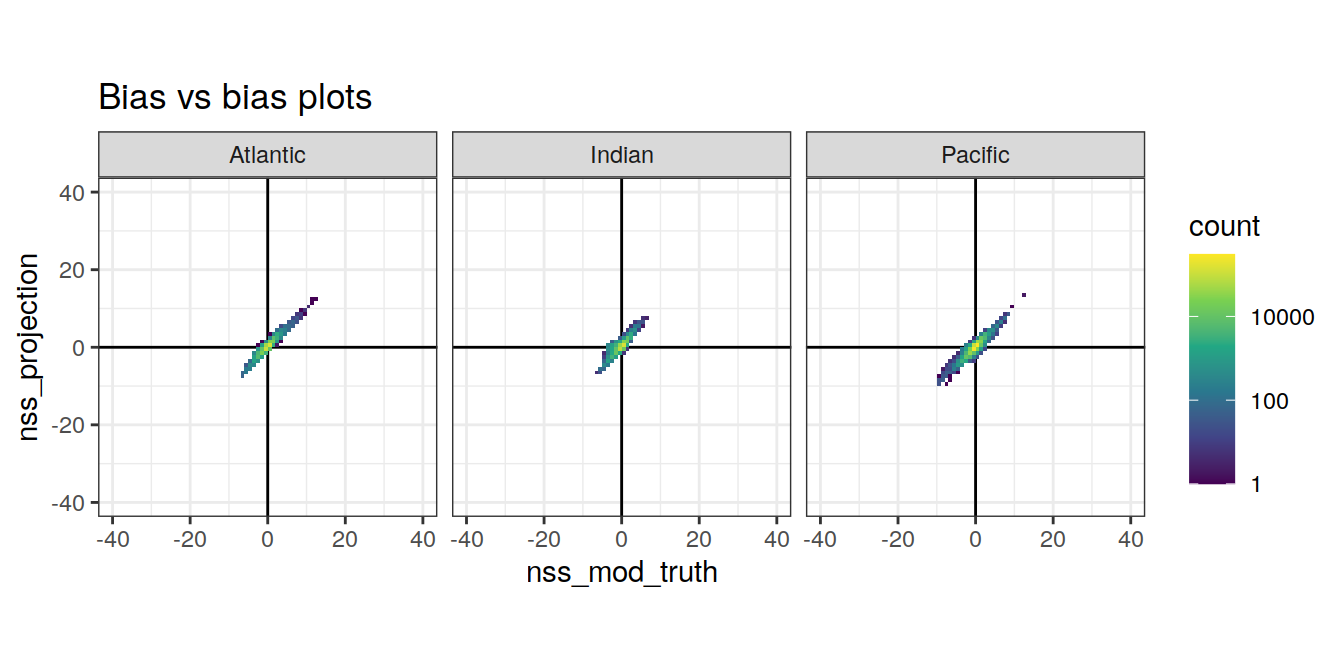 Bias vs bias plots
Atlantic Indian Pacific
40
20
0
-20
-40
-40 -20 0 20 40 -40 -20 0 20 40 -40 -20 0 20 40
nss_mod_truth
nss_projection
count
10000
100
1